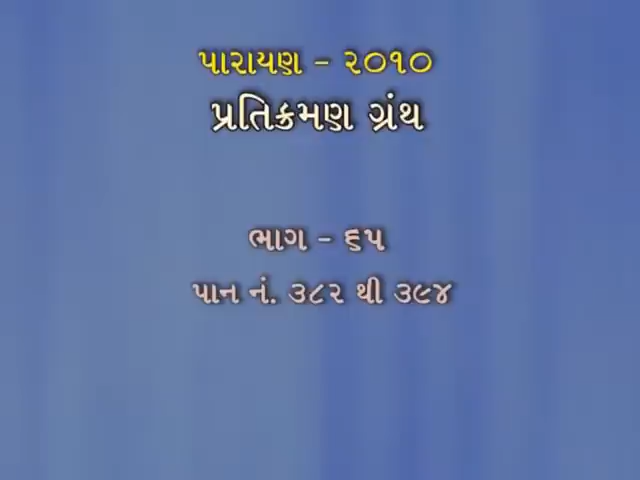 પારાયણ - ૨૦૧૦
પ્રતિક્રમણ ગ્રંથ
ભાગ - ૬૫
પાન નં. ૩૮૨ થી ૩૯૪